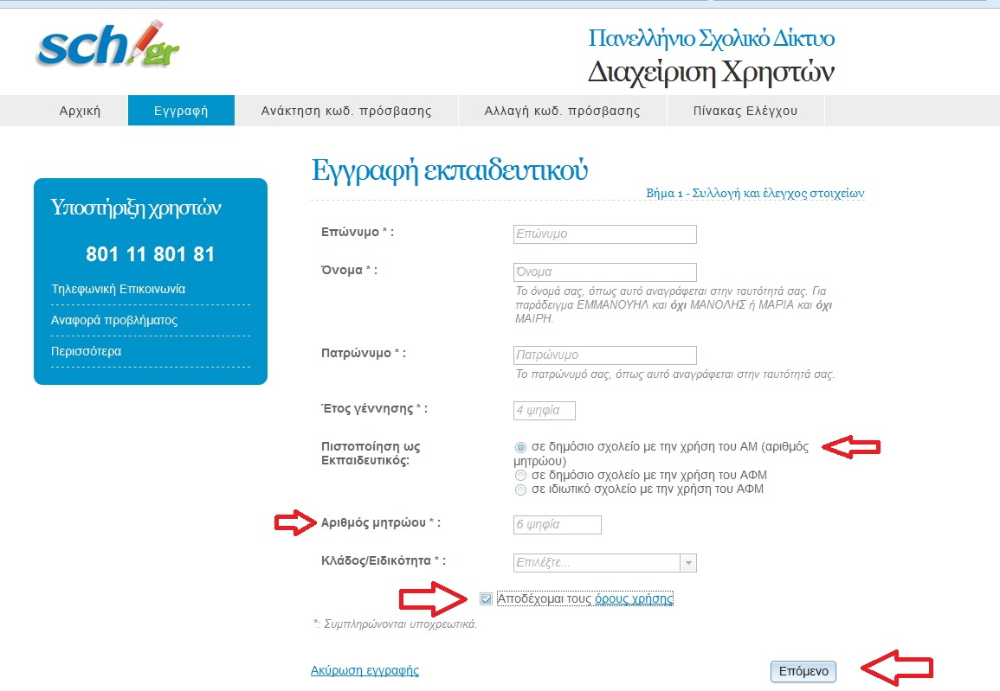 sch.gr
Πανελλήνιο Σχολικό Δίκτυο
Διαχείριση Χρηστών
Αρχική
Εγγραφή
Ανάκτηση κωδ. πρόσβασης
Αλλαγή κωδ. πρόσβασης
Πίνακας Ελέγχου
Υποστήριξη χρηστών
801 11 801 81
Τηλεφωνική Επικοινωνία
Αναφορά προβλήματος
Περισσότερα
Εγγραφή εκπαιδευτικού
Βήμα 1 - Συλλογή και έλεγχος στοιχείων
Επώνυμο * :
Επώνυμο
Όνομα * :
Όνομα
Το όνομά σας, όπως αυτό αναγράφεται στην ταυτότητά σας. Για
παράδειγμα ΕΜΜΑΝΟΥΗΛ και όχι ΜΑΝΟΛΗΣ ή ΜΑΡΙΑ και όχι
ΜΑΙΡΗ.
Πατρώνυμο * :
Πατρώνυμο
Το πατρώνυμό σας, όπως αυτό αναγράφεται στην ταυτότητά σας.
Έτος γέννησης * :
4 ψηφία
Πιστοποίηση ως
Εκπαιδευτικός:
σε δημόσιο σχολείο με την χρήση του ΑΜ (αριθμός
μητρώου)
σε δημόσιο σχολείο με την χρήση του ΑΦΜ
σε ιδιωτικό σχολείο με την χρήση του ΑΦΜ
Αριθμός μητρώου * :
6 ψηφία
Κλάδος/Ειδικότητα * :
Επιλέξτε...
Αποδέχομαι τους όρους χρήσης
*: Συμπληρώνονται υποχρεωτικά.
Ακύρωση εγγραφής
Επόμενο